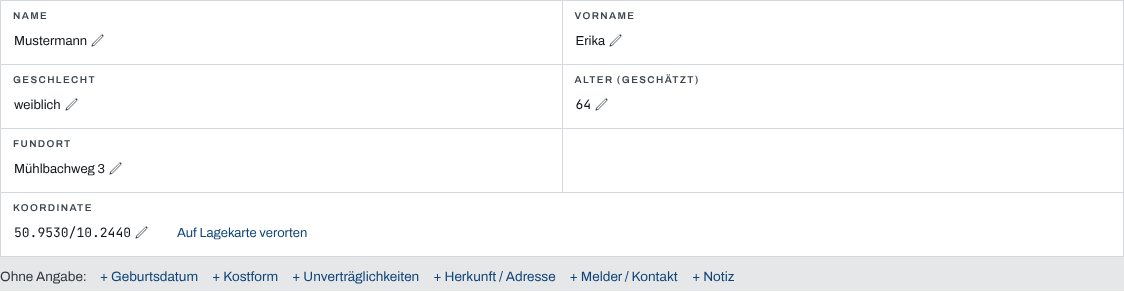 NAME VORNAME
Mustermann Erika
GESCHLECHT ALTER (GESCHÄTZT)
weiblich 64
FUNDORT
Mühlbachweg 3
KOORDINATE
50.9530/10.2440 Auf Lagekarte verorten
Ohne Angabe: + Geburtsdatum + Kostform + Unverträglichkeiten + Herkunft / Adresse + Melder / Kontakt + Notiz